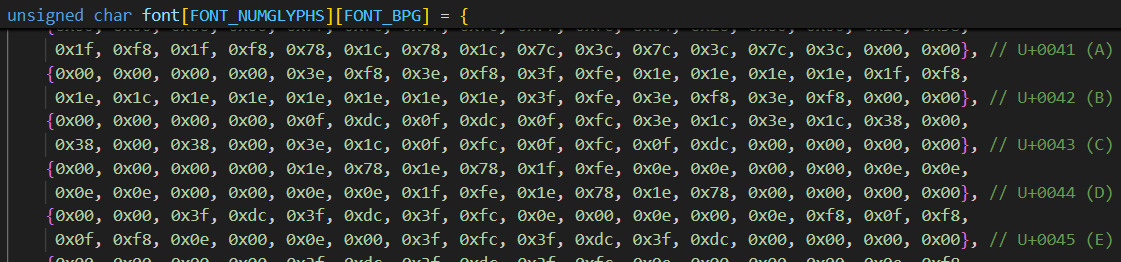 unsigned char font[FONT_NUMGLYPHS][FONT_BPG] = {
0x1f, 0xf8, 0x1f, 0xf8, 0x78, 0x1c, 0x78, 0x1c, 0x7c, 0x3c, 0x7c, 0x3c, 0x7c, 0x3c, 0x00, 0x00}, // U+0041 (A)
{0x00, 0x00, 0x00, 0x00, 0x3e, 0xf8, 0x3e, 0xf8, 0x3f, 0xfe, 0x1e, 0x1e, 0x1e, 0x1e, 0x1f, 0xf8,
0x1e, 0x1c, 0x1e, 0x1e, 0x1e, 0x1e, 0x1e, 0x1e, 0x3f, 0xfe, 0x3e, 0xf8, 0x3e, 0xf8, 0x00, 0x00}, // U+0042 (B)
{0x00, 0x00, 0x00, 0x00, 0x0f, 0xdc, 0x0f, 0xdc, 0x0f, 0xfc, 0x3e, 0x1c, 0x3e, 0x1c, 0x38, 0x00,
0x38, 0x00, 0x38, 0x00, 0x3e, 0x1c, 0x0f, 0xfc, 0x0f, 0xfc, 0x0f, 0xdc, 0x00, 0x00, 0x00, 0x00}, // U+0043 (C)
{0x00, 0x00, 0x00, 0x00, 0x1e, 0x78, 0x1e, 0x78, 0x1f, 0xfe, 0x0e, 0x0e, 0x00, 0x00, 0x0e, 0x0e,
0x0e, 0x0e, 0x00, 0x00, 0x0e, 0x0e, 0x1f, 0xfe, 0x1e, 0x78, 0x1e, 0x78, 0x00, 0x00, 0x00, 0x00}, // U+0044 (D)
{0x00, 0x00, 0x3f, 0xdc, 0x3f, 0xdc, 0x3f, 0xfc, 0x0e, 0x00, 0x0e, 0x00, 0x0e, 0xf8, 0x0f, 0xf8,
0x0f, 0xf8, 0x0e, 0x00, 0x0e, 0x00, 0x3f, 0xfc, 0x3f, 0xdc, 0x3f, 0xdc, 0x00, 0x00, 0x00, 0x00}, // U+0045 (E)